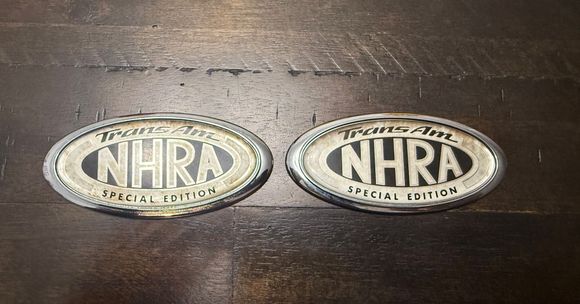 Trans Am
NHRA
SPECIAL EDITION
Trans Am
NHRA
SPECIAL EDITION